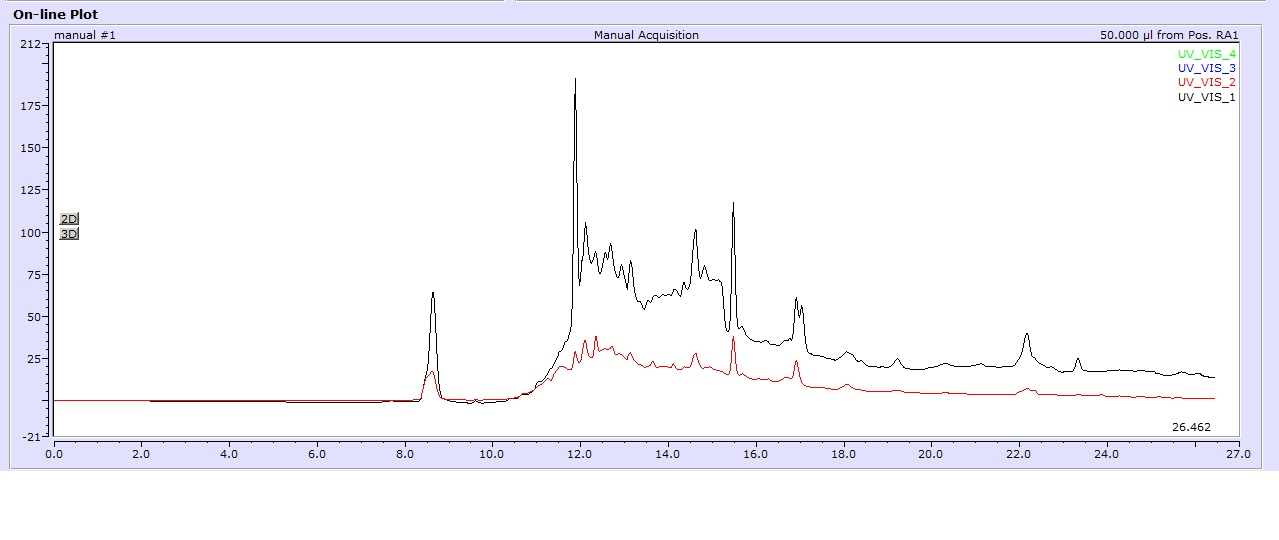 On-line Plot
manual #1 Manual Acquisition 50.000 µl from Pos. RA1
212
UV_VIS_4
UV_VIS_3
UV_VIS_2
UV_VIS_1
175
150
125
2D
100
3D
75
50
25
26.462
-21
0.0 2.0 4.0 6.0 8.0 10.0 12.0 14.0 16.0 18.0 20.0 22.0 24.0 27.0